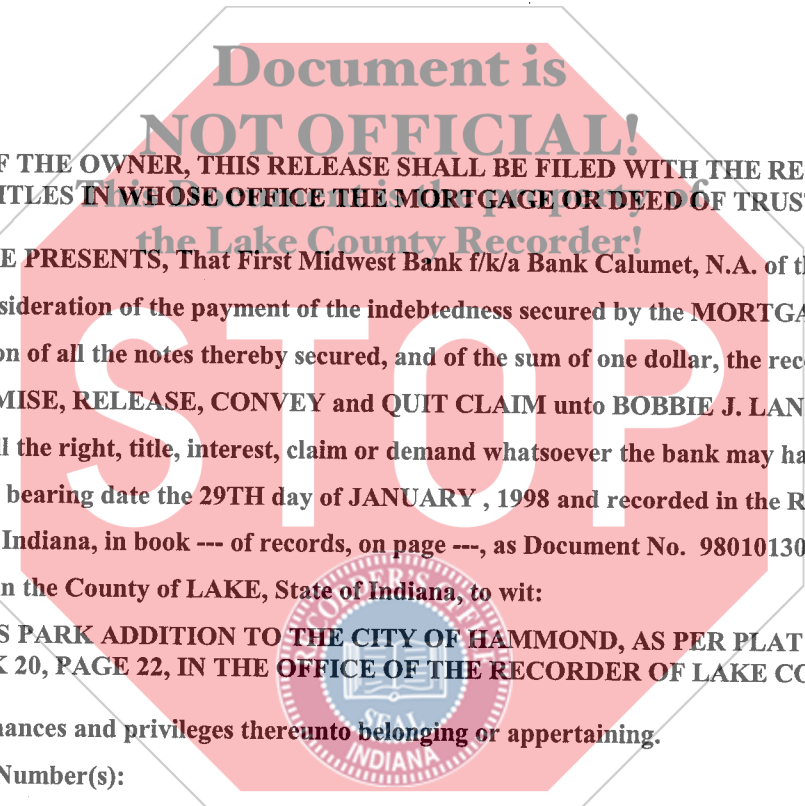 Document is
NOT OFFICIAL!
F THE OWNER, THIS RELEASE SHALL BE FILED WITH THE RE
ITLES IN WHOSE OFFICE THE MORTGAGE OR DEED OF TRUS
This Document is the property of
the Lake County Recorder!
E PRESENTS, That First Midwest Bank f/k/a Bank Calumet, N.A. of th
sideration of the payment of the indebtedness secured by the MORTGA
on of all the notes thereby secured, and of the sum of one dollar, the rec
MISE, RELEASE, CONVEY and QUIT CLAIM unto BOBBIE J. LAN
ll the right, title, interest, claim or demand whatsoever the bank may ha
STOP
bearing date the 29TH day of JANUARY , 1998 and recorded in the R
Indiana, in book --- of records, on page ---, as Document No. 98010130
n the County of LAKE, State of Indiana, to wit:
S PARK ADDITION TO THE CITY OF HAMMOND, AS PER PLAT
K 20, PAGE 22, IN THE OFFICE OF THE RECORDER OF LAKE CO
nances and privileges thereunto belonging or appertaining.
Number(s):
RECORDER'S OFFICE
SEAL
INDIANA